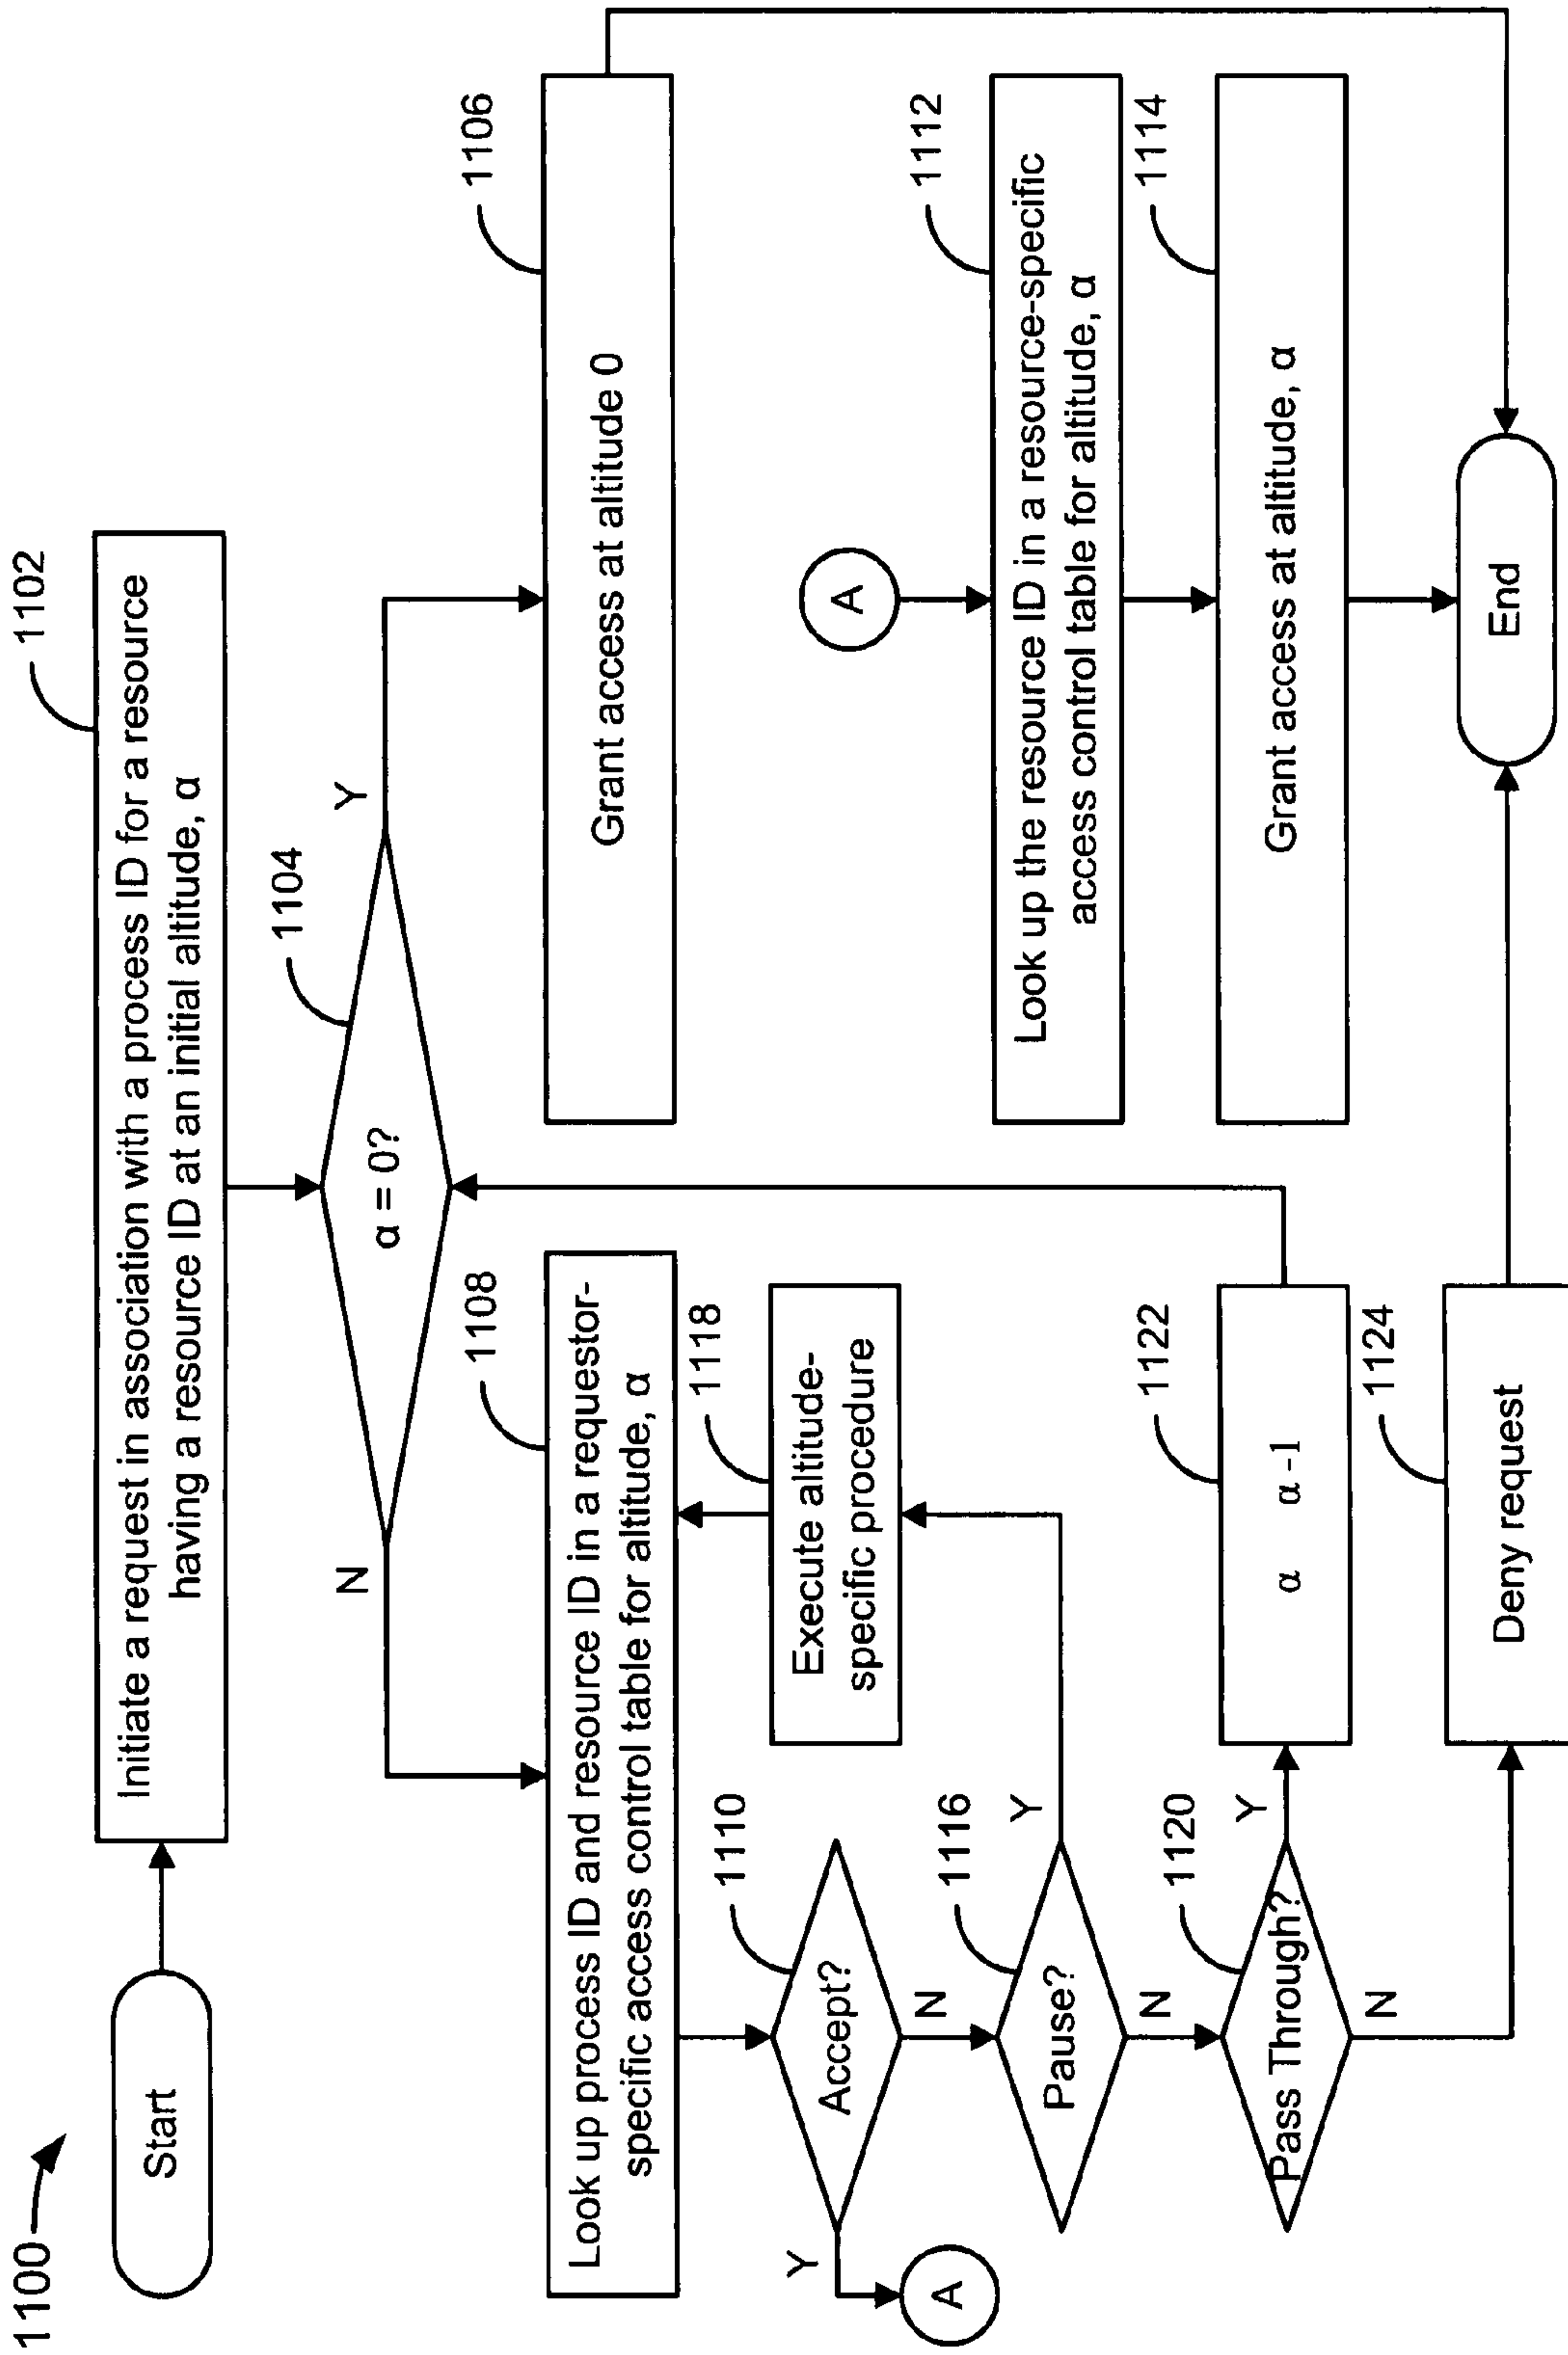 1100
Start
1102
Initiate a request in association with a process ID for a resource
having a resource ID at an initial altitude, α
1104
α = 0?
Y
N
1106
Grant access at altitude 0
1108
Look up process ID and resource ID in a requestor-
specific access control table for altitude, α
1110
Accept?
Y
N
A
1116
Pause?
Y
N
1118
Execute altitude-
specific procedure
1120
Pass Through?
Y
N
1122
α α -1
1124
Deny request
A
1112
Look up the resource ID in a resource-specific
access control table for altitude, α
1114
Grant access at altitude, α
End